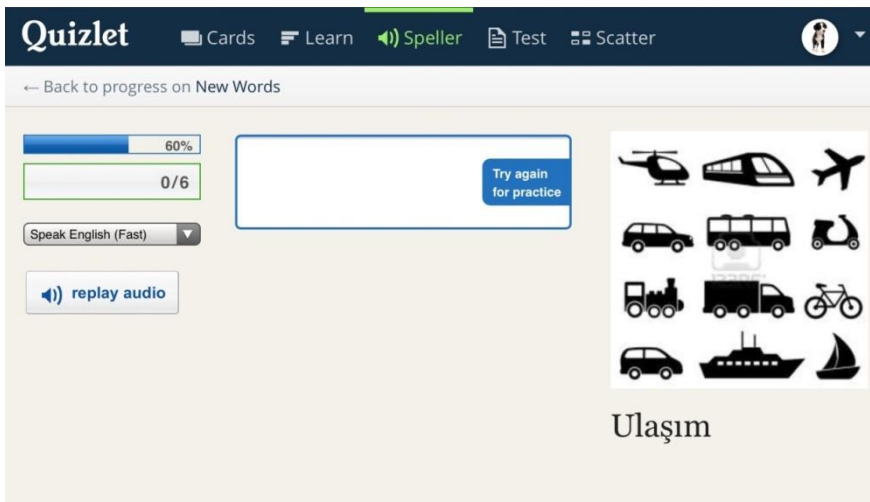 Quizlet
Cards
Learn
Speller
Test
Scatter
← Back to progress on New Words
60%
0/6
Try again
for practice
Speak English (Fast)
replay audio
Ulaşım